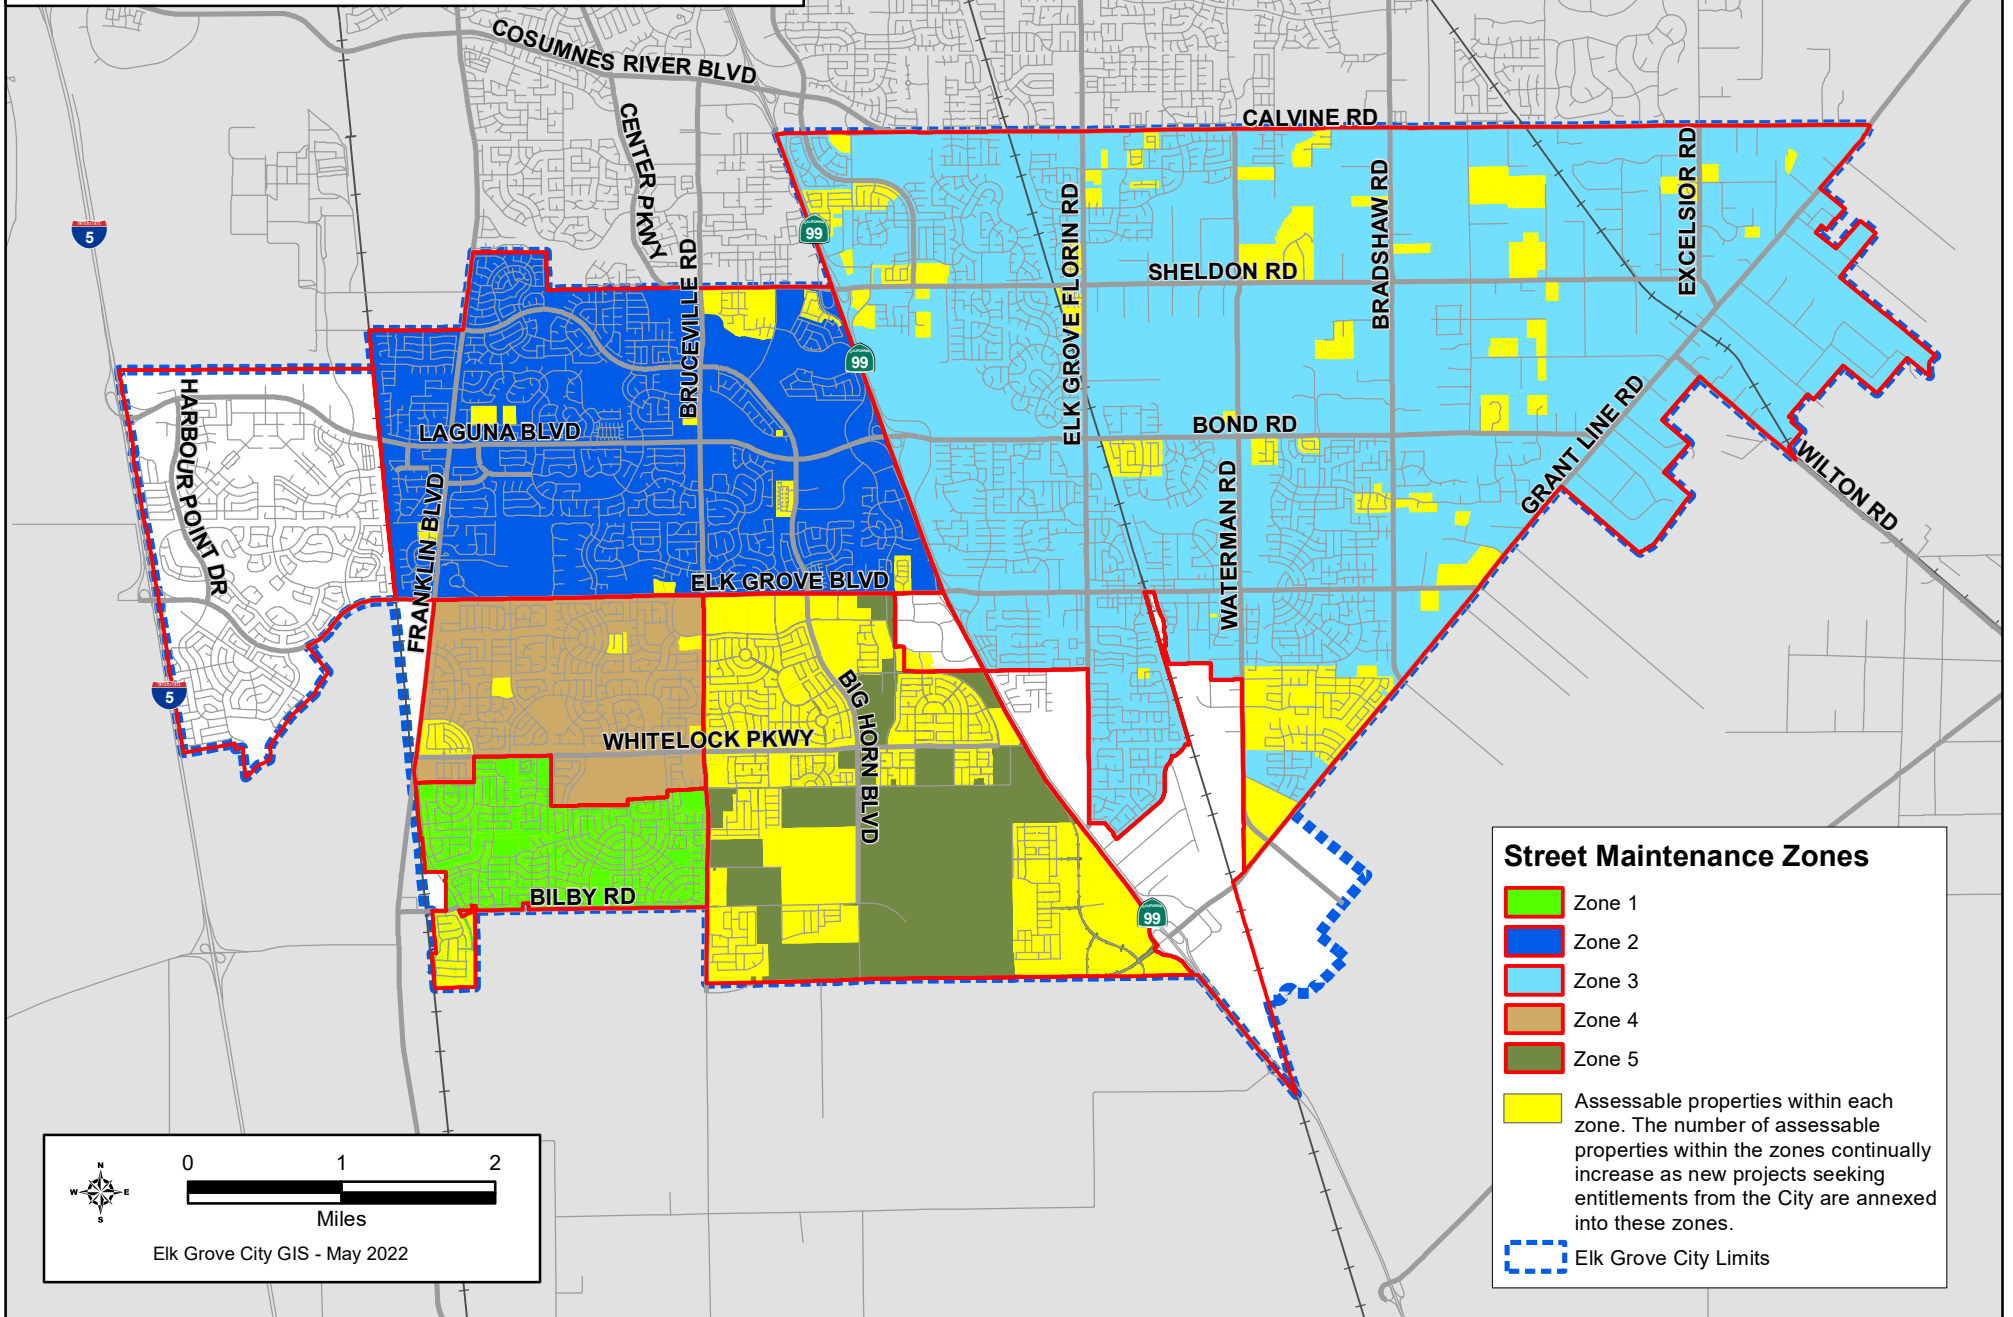 COSUMNES RIVER BLVD
CENTER PKWY
CALVINE RD
EXCELSIOR RD
BRADSHAW RD
ELK GROVE FLORIN RD
BRUCEVILLE RD
CALIFORNIA
99
INTERSTATE
5
SHELDON RD
CALIFORNIA
99
HARBOUR POINT DR
LAGUNA BLVD
BOND RD
GRANT LINE RD
WILTON RD
FRANKLIN BLVD
WATERMAN RD
ELK GROVE BLVD
INTERSTATE
5
BIG HORN BLVD
WHITELOCK PKWY
BILBY RD
CALIFORNIA
99
Street Maintenance Zones
Zone 1
Zone 2
Zone 3
Zone 4
Zone 5
Assessable properties within each
zone. The number of assessable
properties within the zones continually
increase as new projects seeking
entitlements from the City are annexed
into these zones.
Elk Grove City Limits
N
W E
S
0 1 2
Miles
Elk Grove City GIS - May 2022